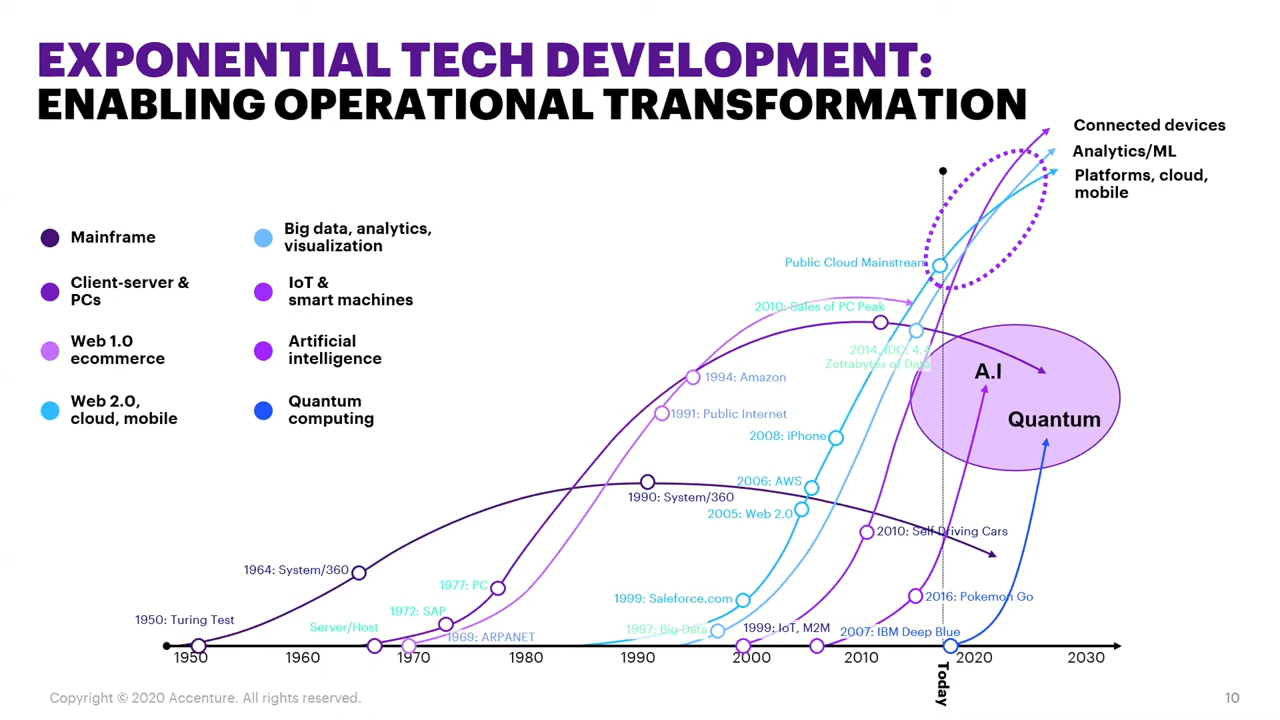 EXPONENTIAL TECH DEVELOPMENT:
ENABLING OPERATIONAL TRANSFORMATION
Connected devices
Analytics/ML
Platforms, cloud,
mobile
Mainframe
Client-server &
PCs
Web 1.0
ecommerce
Web 2.0,
cloud, mobile
Big data, analytics,
visualization
IoT &
smart machines
Artificial
intelligence
Quantum
computing
Public Cloud Mainstream
2010: Sales of PC Peak
2014, IDC: 4.4
Zettabytes of Data
A.I
Quantum
1994: Amazon
1991: Public Internet
2008: iPhone
2006: AWS
1990: System/360
2005: Web 2.0
2010: Self Driving Cars
1964: System/360
1977: PC
1999: Saleforce.com
2016: Pokemon Go
1972: SAP
1950: Turing Test
Server/Host
1969: ARPANET
1997: Big Data
1999: IoT, M2M
2007: IBM Deep Blue
1950
1960
1970
1980
1990
2000
2010
2020
2030
Today
Copyright © 2020 Accenture. All rights reserved.
10